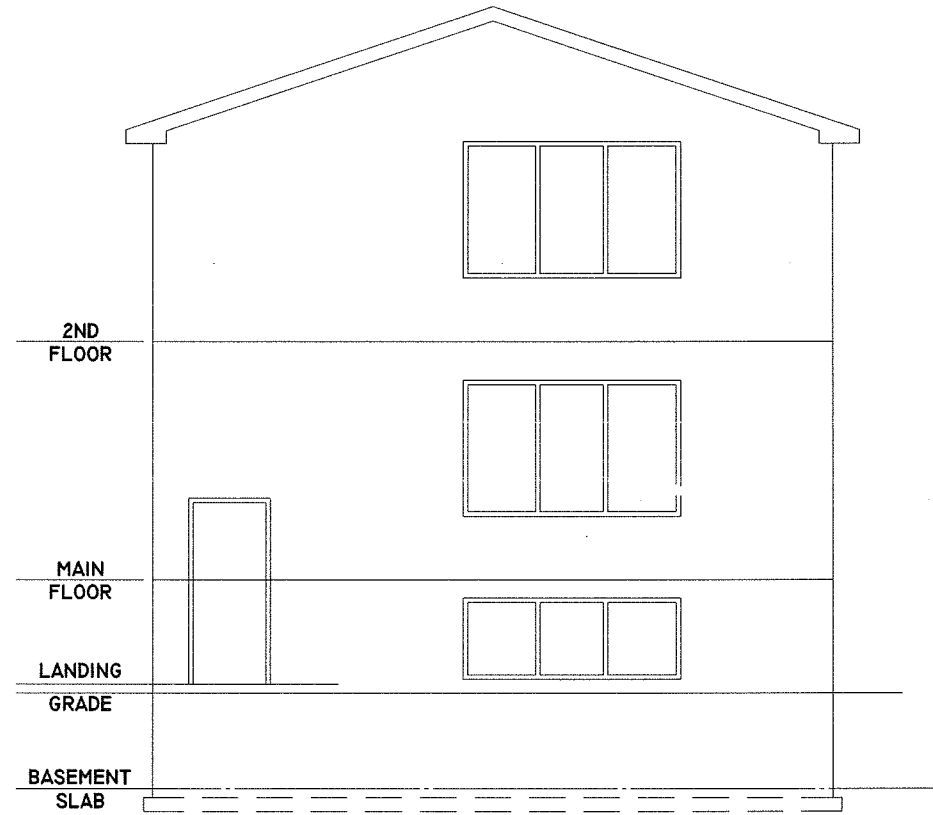 2ND
FLOOR
MAIN
FLOOR
LANDING
GRADE
BASEMENT
SLAB